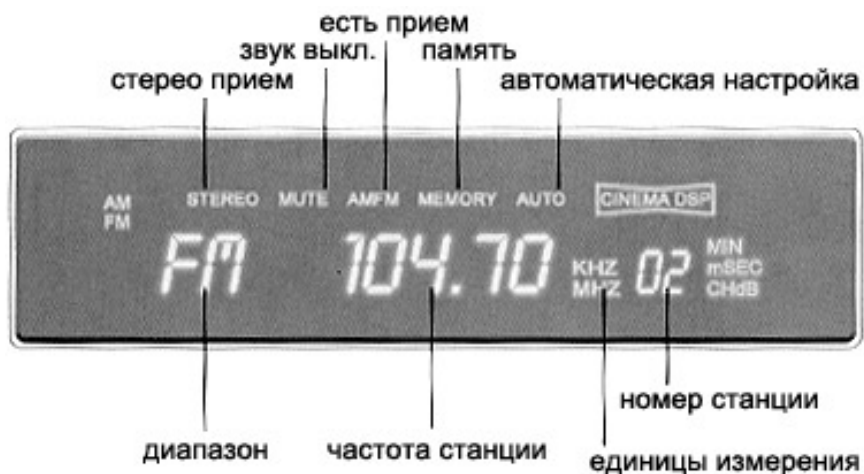 есть прием
звук выкл. память
стерео прием автоматическая настройка
AM STEREO MUTE AMFM MEMORY AUTO CINEMA DSP
FM
FM 104.70 KHZ 02 MIN
MHZ mSEC
CHdB
номер станции
диапазон частота станции единицы измерения